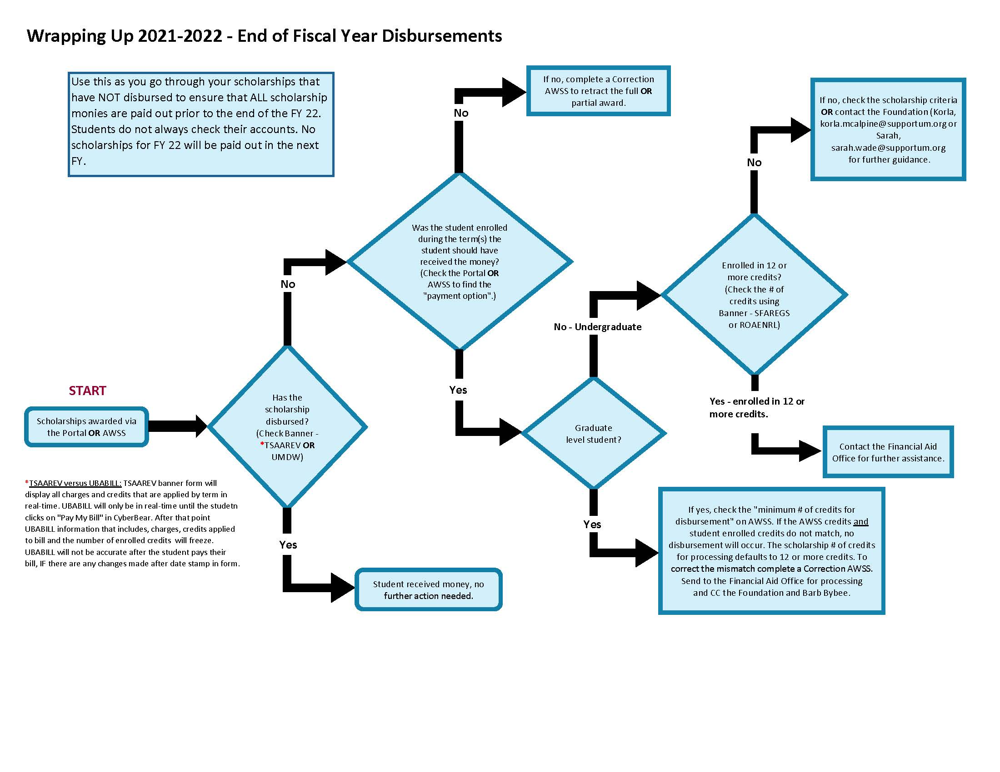 Wrapping Up 2021-2022 - End of Fiscal Year Disbursements
Use this as you go through your scholarships that
have NOT disbursed to ensure that ALL scholarship
monies are paid out prior to the end of the FY 22.
Students do not always check their accounts. No
scholarships for FY 22 will be paid out in the next
FY.
If no, complete a Correction
AWSS to retract the full OR
partial award.
No
If no, check the scholarship criteria
OR contact the Foundation (Korla,
korla.mcalpine@supportum.org or
Sarah,
sarah.wade@supportum.org
for further guidance.
No
Was the student enrolled
during the term(s) the
student should have
received the money?
(Check the Portal OR
AWSS to find the
"payment option".)
No
Enrolled in 12 or
more credits?
(Check the # of
credits using
Banner - SFAREGS
or ROAENRL)
No - Undergraduate
START
Scholarships awarded via
the Portal OR AWSS
Has the
scholarship
disbursed?
(Check Banner -
*TSAAREV OR
UMDW)
Yes
Graduate
level student?
Yes - enrolled in 12 or
more credits.
Contact the Financial Aid
Office for further assistance.
*TSAAREV versus UBABILL: TSAAREV banner form will
display all charges and credits that are applied by term in
real-time. UBABILL will only be in real-time until the studetn
clicks on "Pay My Bill" in CyberBear. After that point
UBABILL information that includes, charges, credits applied
to bill and the number of enrolled credits will freeze.
UBABILL will not be accurate after the student pays their
bill, IF there are any changes made after date stamp in form.
Yes
Student received money, no
further action needed.
Yes
If yes, check the "minimum # of credits for
disbursement" on AWSS. If the AWSS credits and
student enrolled credits do not match, no
disbursement will occur. The scholarship # of credits
for processing defaults to 12 or more credits. To
correct the mismatch complete a Correction AWSS.
Send to the Financial Aid Office for processing
and CC the Foundation and Barb Bybee.